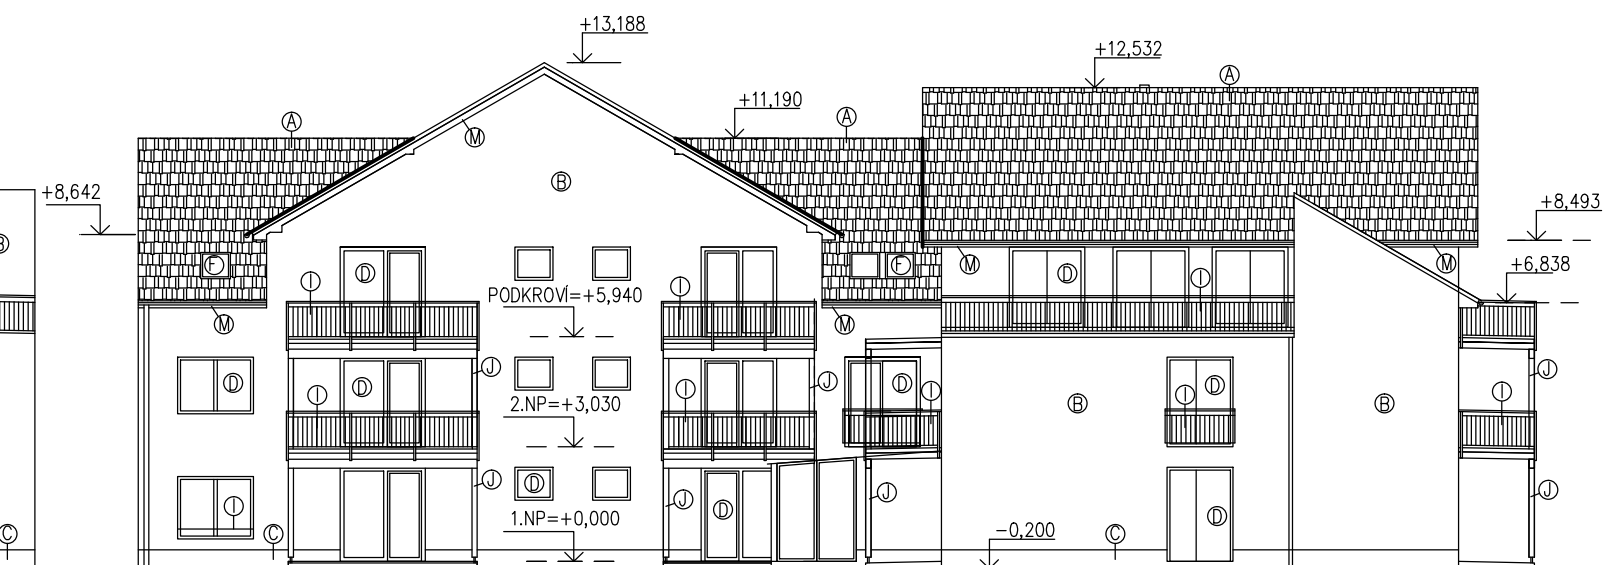 +13,188
+12,532
A
+11,190
A
A
M
B
+8,642
+8,493
B
F
D
F
M
D
M
+6,838
I
PODKROVÍ=+5,940
I
I
M
M
D
I
D
J
I
J
D
I
I
D
J
I
2.NP=+3,030
B
B
I
D
J
J
J
J
I
D
1.NP=+0,000
D
C
C
-0,200
C